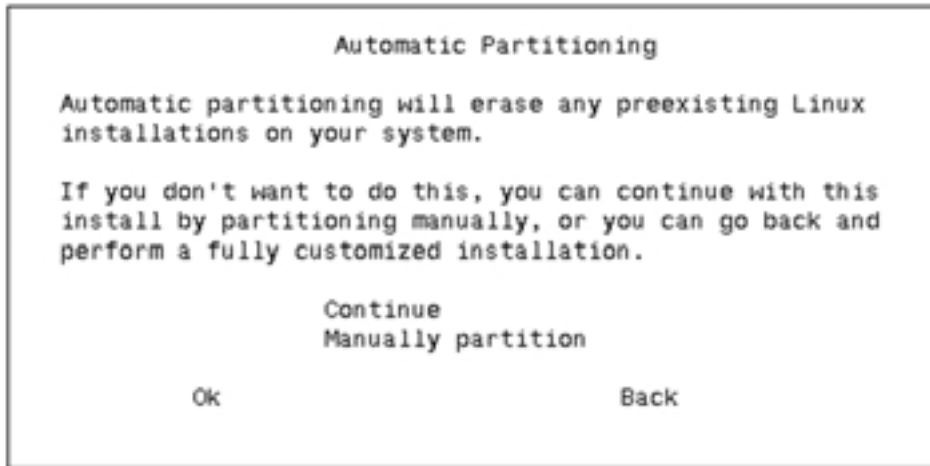 Automatic Partitioning
Automatic partitioning will erase any preexisting Linux
installations on your system.
If you don't want to do this, you can continue with this
install by partitioning manually, or you can go back and
perform a fully customized installation.
Continue
Manually partition
Ok Back